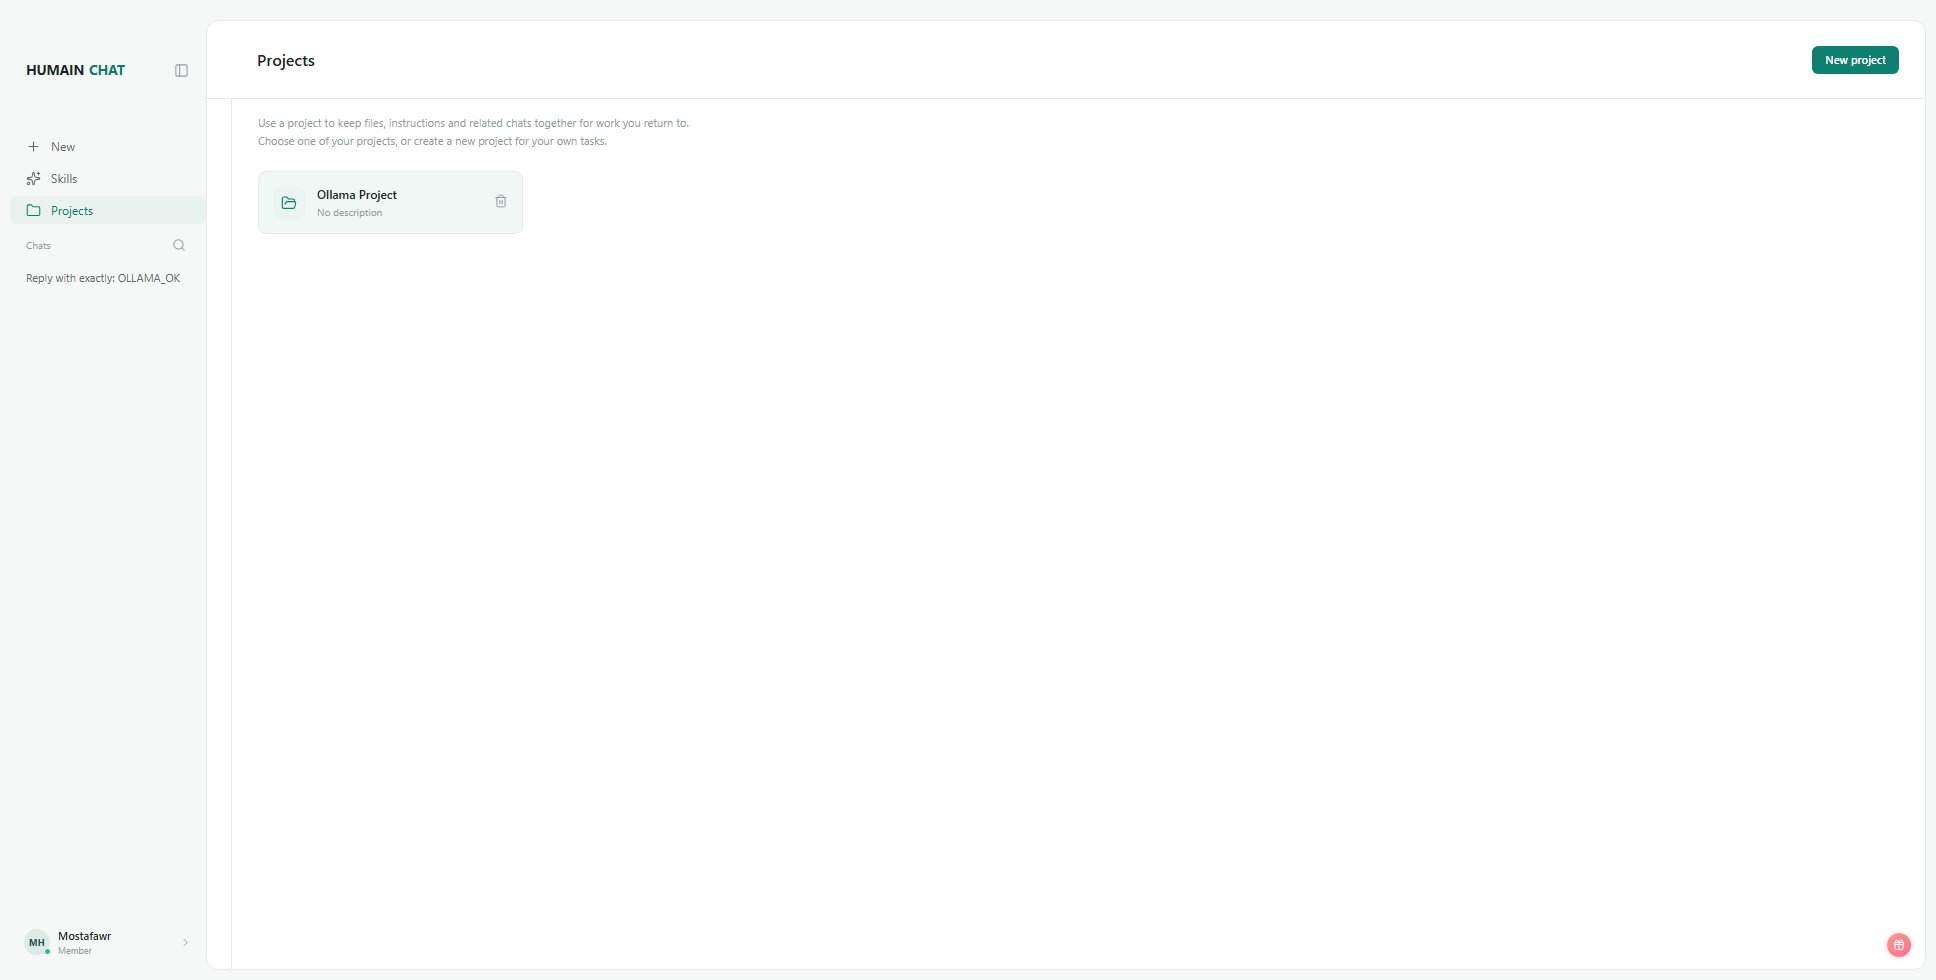 HUMAIN CHAT
New
Skills
Projects
Chats
Reply with exactly: OLLAMA_OK
MH
Mostafawr
Member
Projects
New project
Use a project to keep files, instructions and related chats together for work you return to.
Choose one of your projects, or create a new project for your own tasks.
Ollama Project
No description